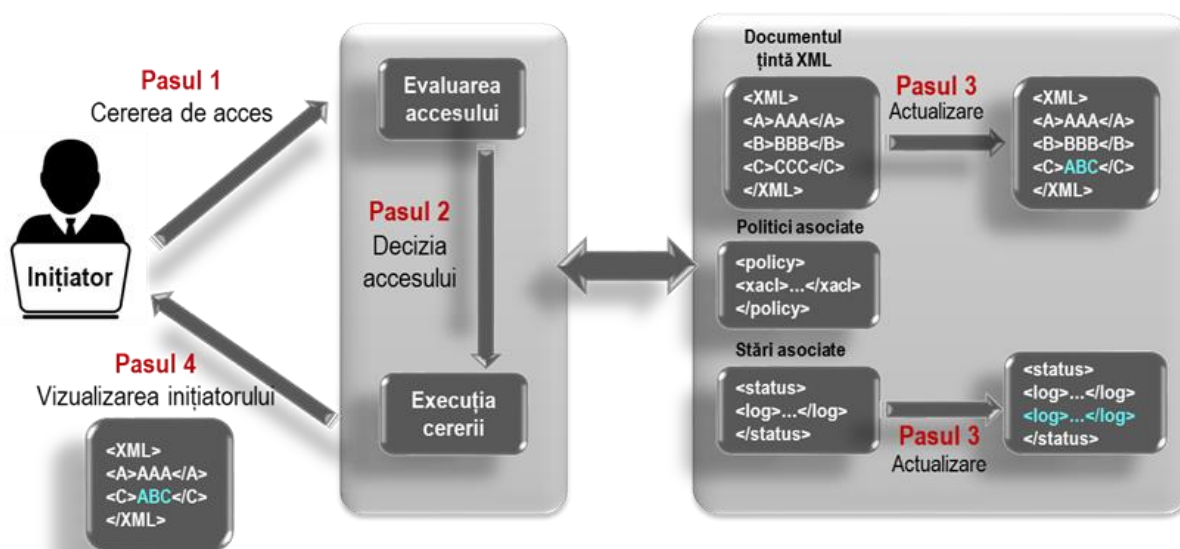 Pasul 1
Cererea de acces
Inițiator
Pasul 4
Vizualizarea inițiatorului
<XML>
<A>AAA</A>
<C>ABC</C>
</XML>
Evaluarea
accesului
Pasul 2
Decizia
accesului
Execuția
cererii
Documentul
țintă XML
<XML>
<A>AAA</A>
<B>BBB</B>
<C>CCC</C>
</XML>
Pasul 3
Actualizare
<XML>
<A>AAA</A>
<B>BBB</B>
<C>ABC</C>
</XML>
Politici asociate
<policy>
<xacl>...</xacl>
</policy>
Stări asociate
<status>
<log>...</log>
</status>
Pasul 3
Actualizare
<status>
<log>...</log>
<log>...</log>
</status>